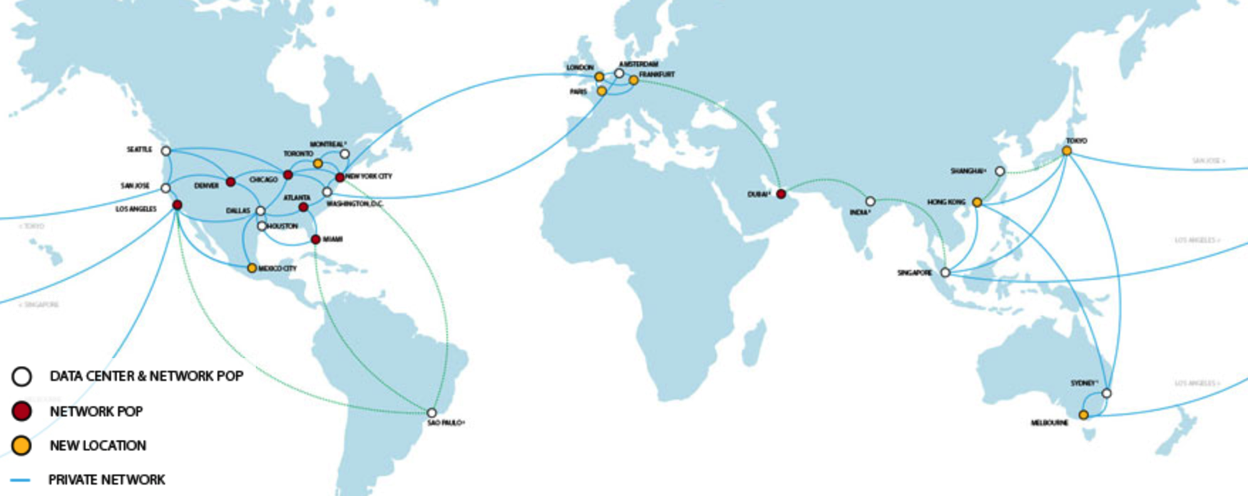 LONDON
AMSTERDAM
FRANKFURT
PARIS
TOKYO
SAN JOSE >
SEATTLE
MONTREAL
TORONTO
SAN JOSE
DENVER
CHICAGO
NEW YORK CITY
SHANGHAI
ATLANTA
DUBAI
LOS ANGELES
DALLAS
WASHINGTON, D.C.
INDIA
HONG KONG
< TOKYO
HOUSTON
MIAMI
LOS ANGELES >
MEXICO CITY
SINGAPORE
< SINGAPORE
DATA CENTER & NETWORK POP
SYDNEY
LOS ANGELES >
NETWORK POP
SAO PAULO
MELBOURNE
NEW LOCATION
PRIVATE NETWORK